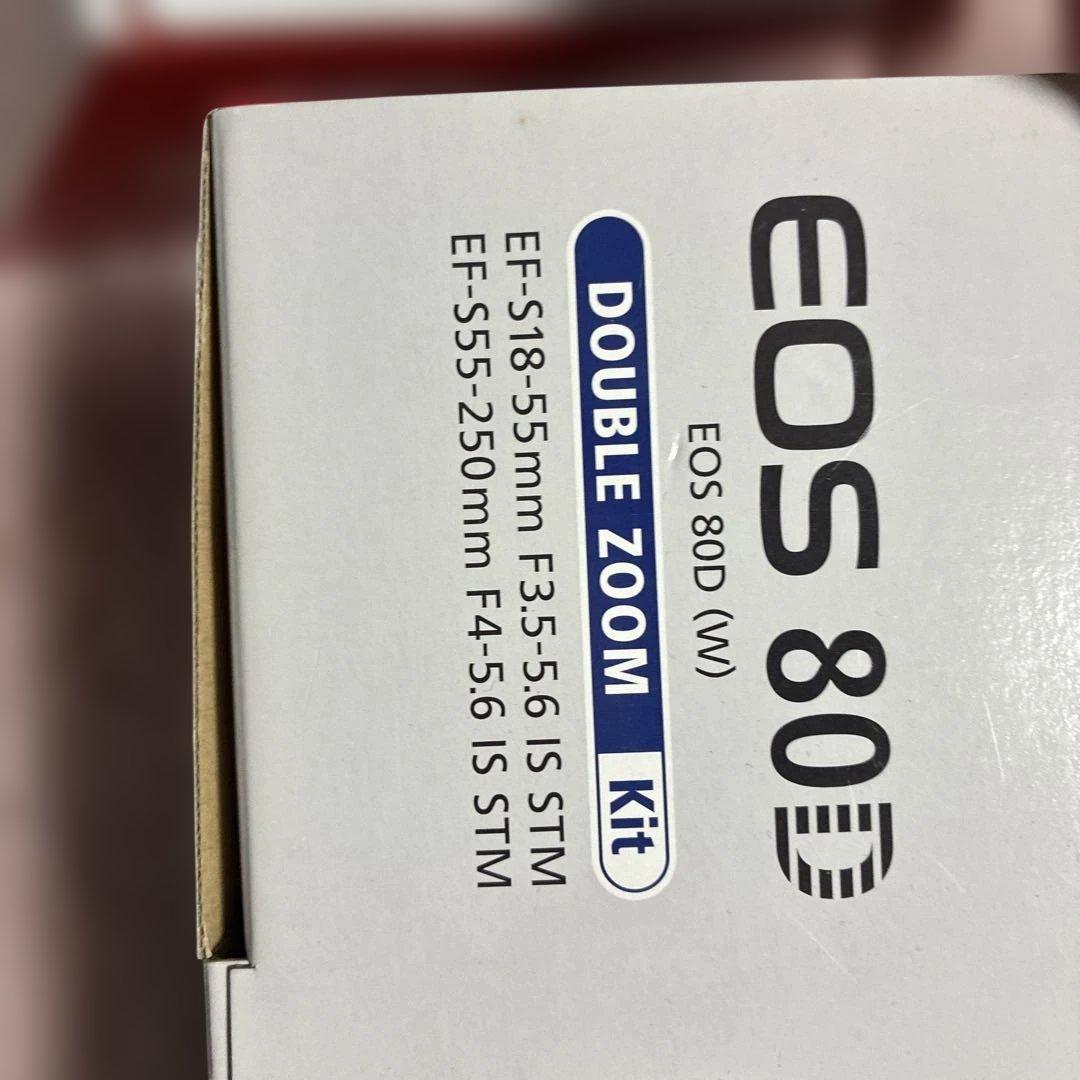 EOS 80D
EOS 80D (W)
DOUBLE ZOOM Kit
EF-S18-55mm F3.5-5.6 IS STM
EF-S55-250mm F4-5.6 IS STM